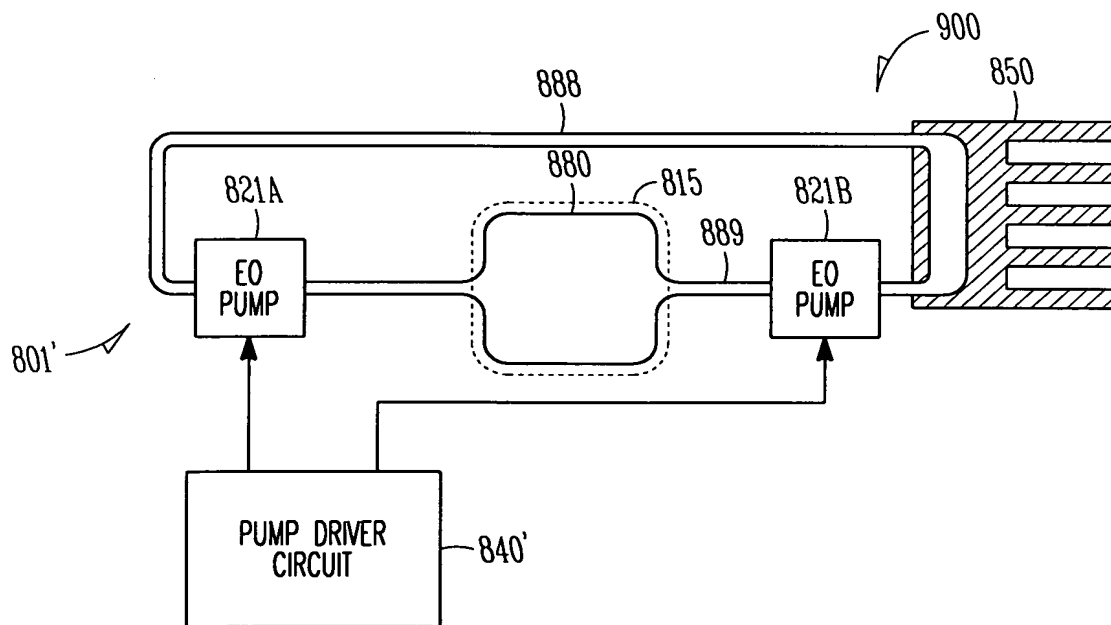 900
850
888
880
815
821A
821B
889
EO
PUMP
EO
PUMP
801'
PUMP DRIVER
CIRCUIT
840'